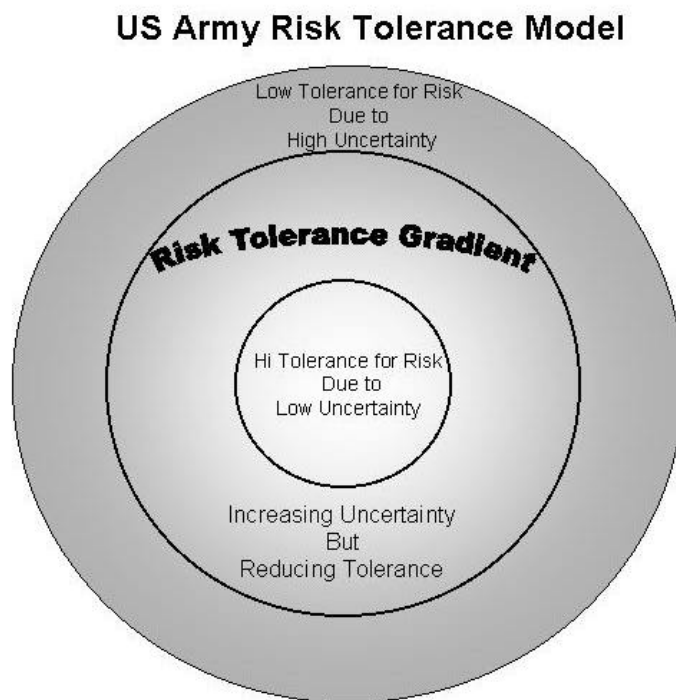 US Army Risk Tolerance Model
Low Tolerance for Risk
Due to
High Uncertainty
Risk Tolerance Gradient
Hi Tolerance for Risk
Due to
Low Uncertainty
Increasing Uncertainty
But
Reducing Tolerance